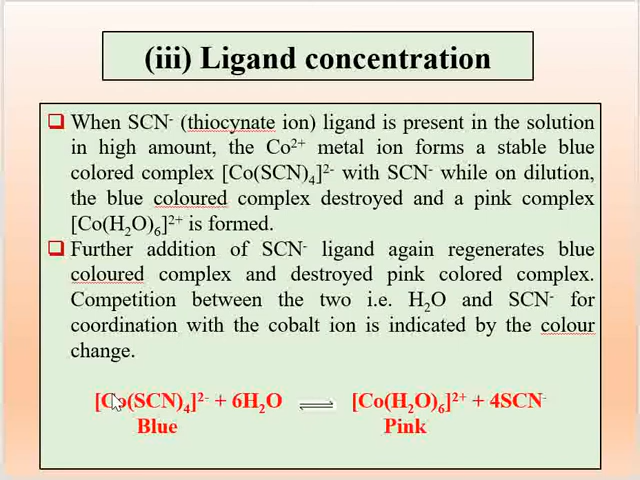 (iii) Ligand concentration
❑ When SCN⁻ (thiocynate ion) ligand is present in the solution
in high amount, the Co²⁺ metal ion forms a stable blue
colored complex [Co(SCN)₄]²⁻ with SCN⁻ while on dilution,
the blue coloured complex destroyed and a pink complex
[Co(H₂O)₆]²⁺ is formed.
❑ Further addition of SCN⁻ ligand again regenerates blue
coloured complex and destroyed pink colored complex.
Competition between the two i.e. H₂O and SCN⁻ for
coordination with the cobalt ion is indicated by the colour
change.
[Co(SCN)₄]²⁻ + 6H₂O ⇌ [Co(H₂O)₆]²⁺ + 4SCN⁻
Blue Pink